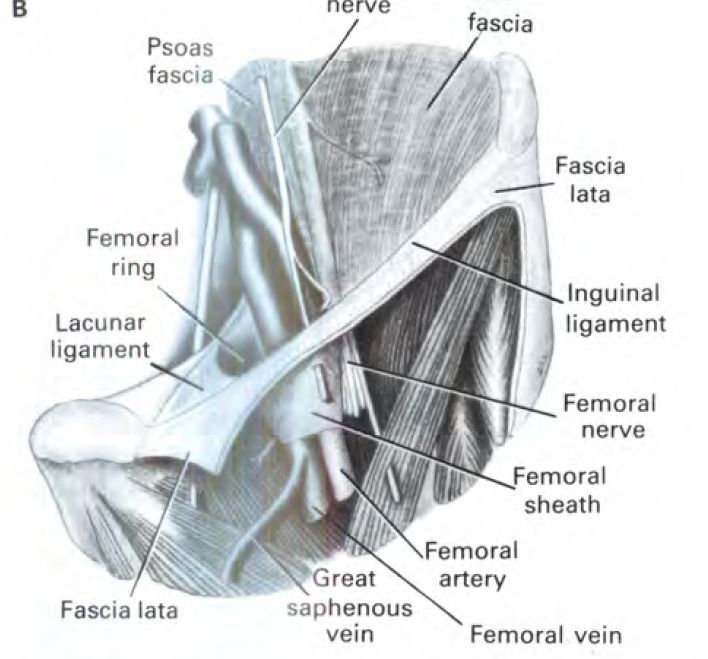 B
nerve
fascia
Psoas
fascia
Fascia
lata
Femoral
ring
Inguinal
ligament
Lacunar
ligament
Femoral
nerve
Femoral
sheath
Femoral
artery
Great
saphenous
vein
Fascia lata
Femoral vein